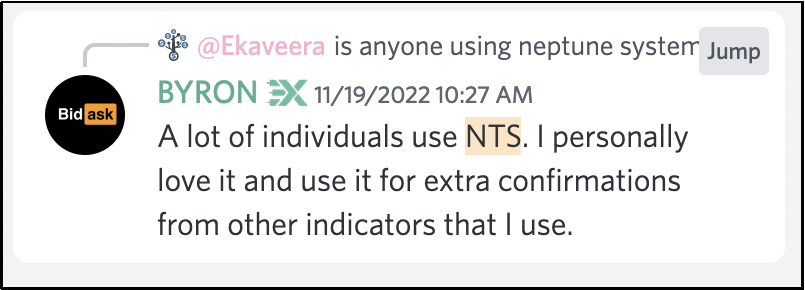 @Ekaveera is anyone using neptune system
Jump
Bid ask
BYRON EX 11/19/2022 10:27 AM
A lot of individuals use NTS. I personally
love it and use it for extra confirmations
from other indicators that I use.